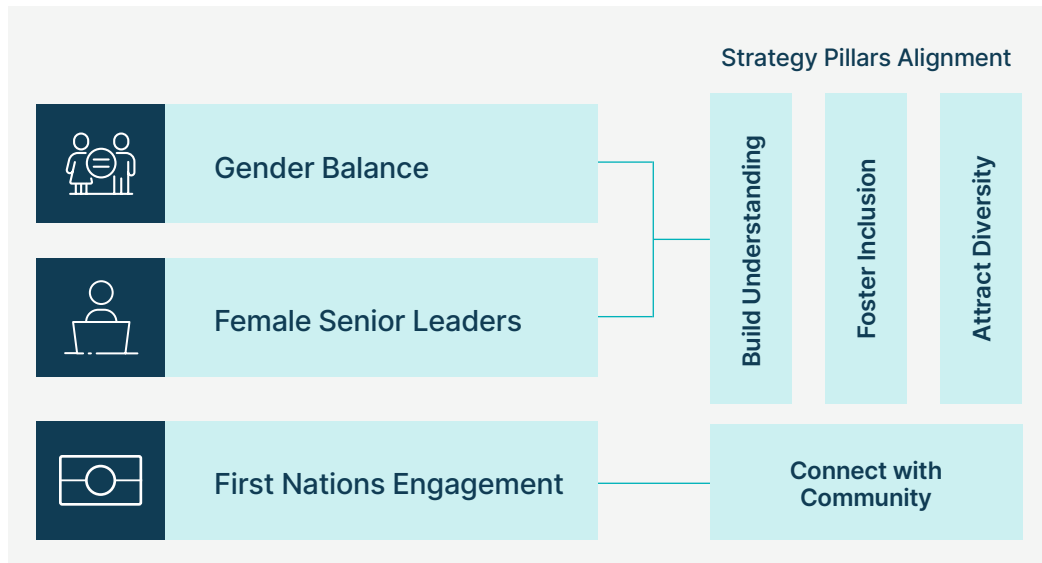 Strategy Pillars Alignment
Gender Balance
Female Senior Leaders
First Nations Engagement
Build Understanding
Foster Inclusion
Attract Diversity
Connect with
Community